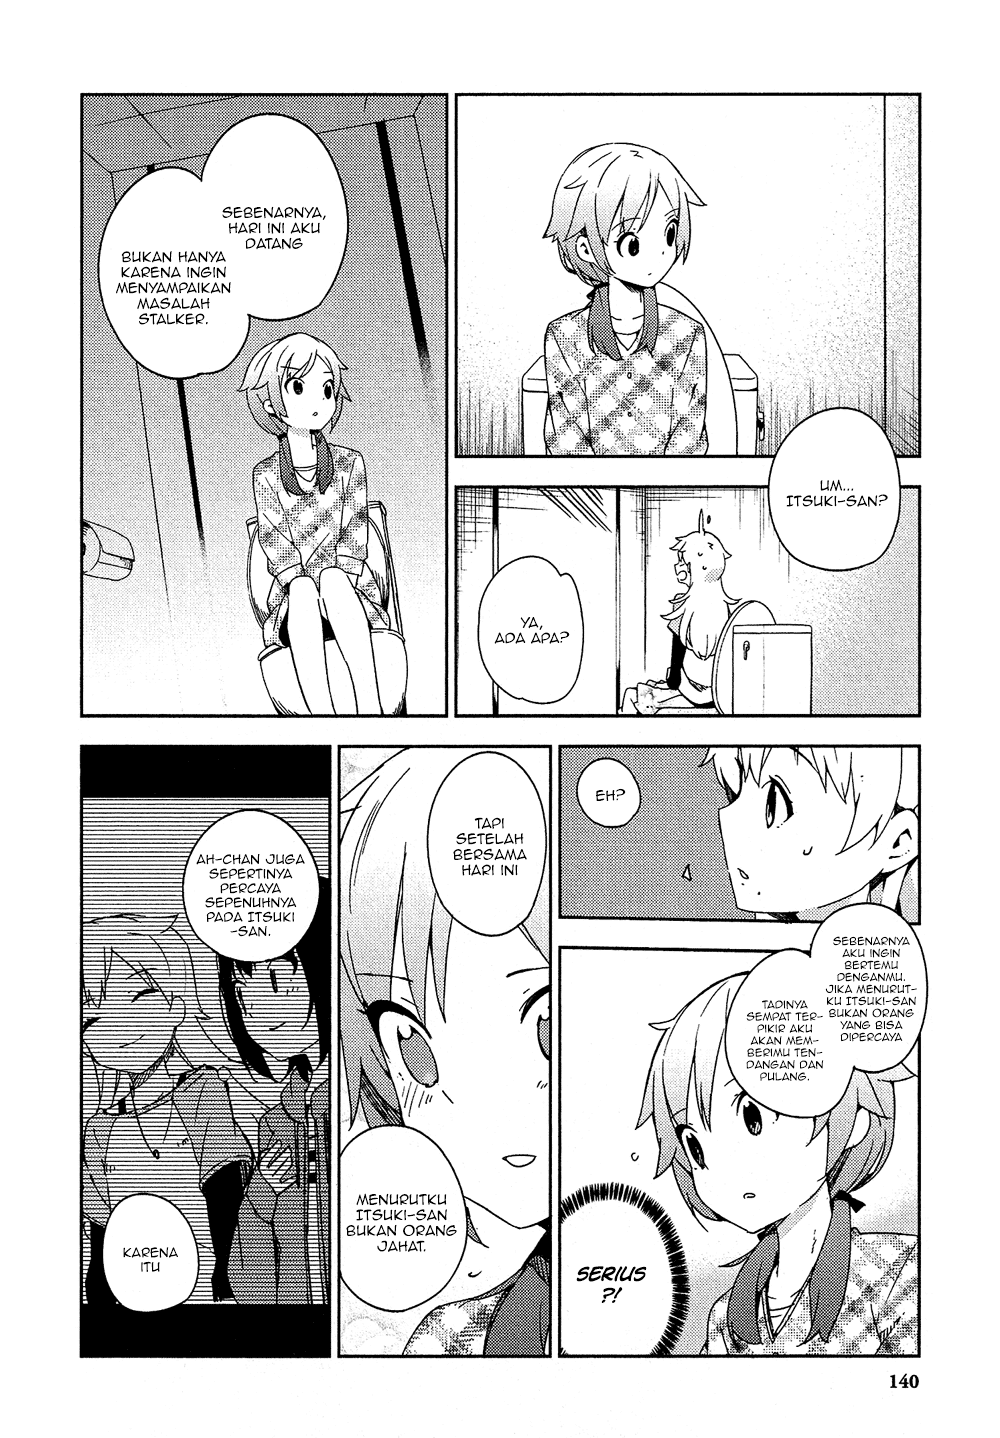 UM...
ITSUKI-SAN?
YA,
ADA APA?
SEBENARNYA,
HARI INI AKU
DATANG
BUKAN HANYA
KARENA INGIN
MENYAMPAIKAN
MASALAH
STALKER.
EH?
SEBENARNYA
AKU INGIN
BERTEMU
DENGANMU.
JIKA MENURUT-
KU ITSUKI-SAN
BUKAN ORANG
YANG BISA
DIPERCAYA
TADINYA
SEMPAT TER-
PIKIR AKU
AKAN MEM-
BERIMU TEN-
DANGAN DAN
PULANG.
SERIUS
?!
TAPI
SETELAH
BERSAMA
HARI INI
MENURUTKU
ITSUKI-SAN
BUKAN ORANG
JAHAT.
AH-CHAN JUGA
SEPERTINYA
PERCAYA
SEPENUHNYA
PADA ITSUKI
-SAN.
KARENA
ITU
140